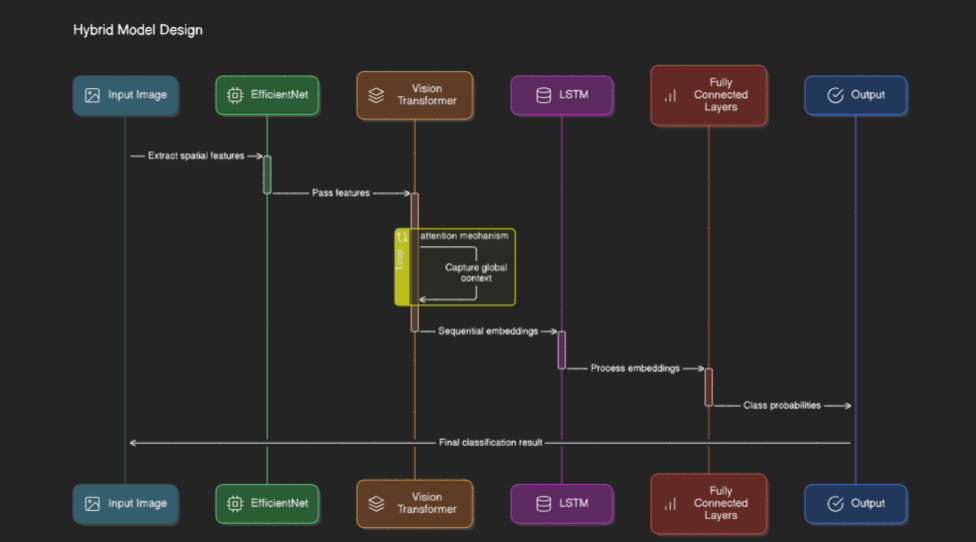 Hybrid Model Design
Input Image
EfficientNet
Vision
Transformer
LSTM
Fully
Connected
Layers
Output
Extract spatial features
Pass features
loop
attention mechanism
Capture global
context
Sequential embeddings
Process embeddings
Class probabilities
Final classification result
Input Image
EfficientNet
Vision
Transformer
LSTM
Fully
Connected
Layers
Output